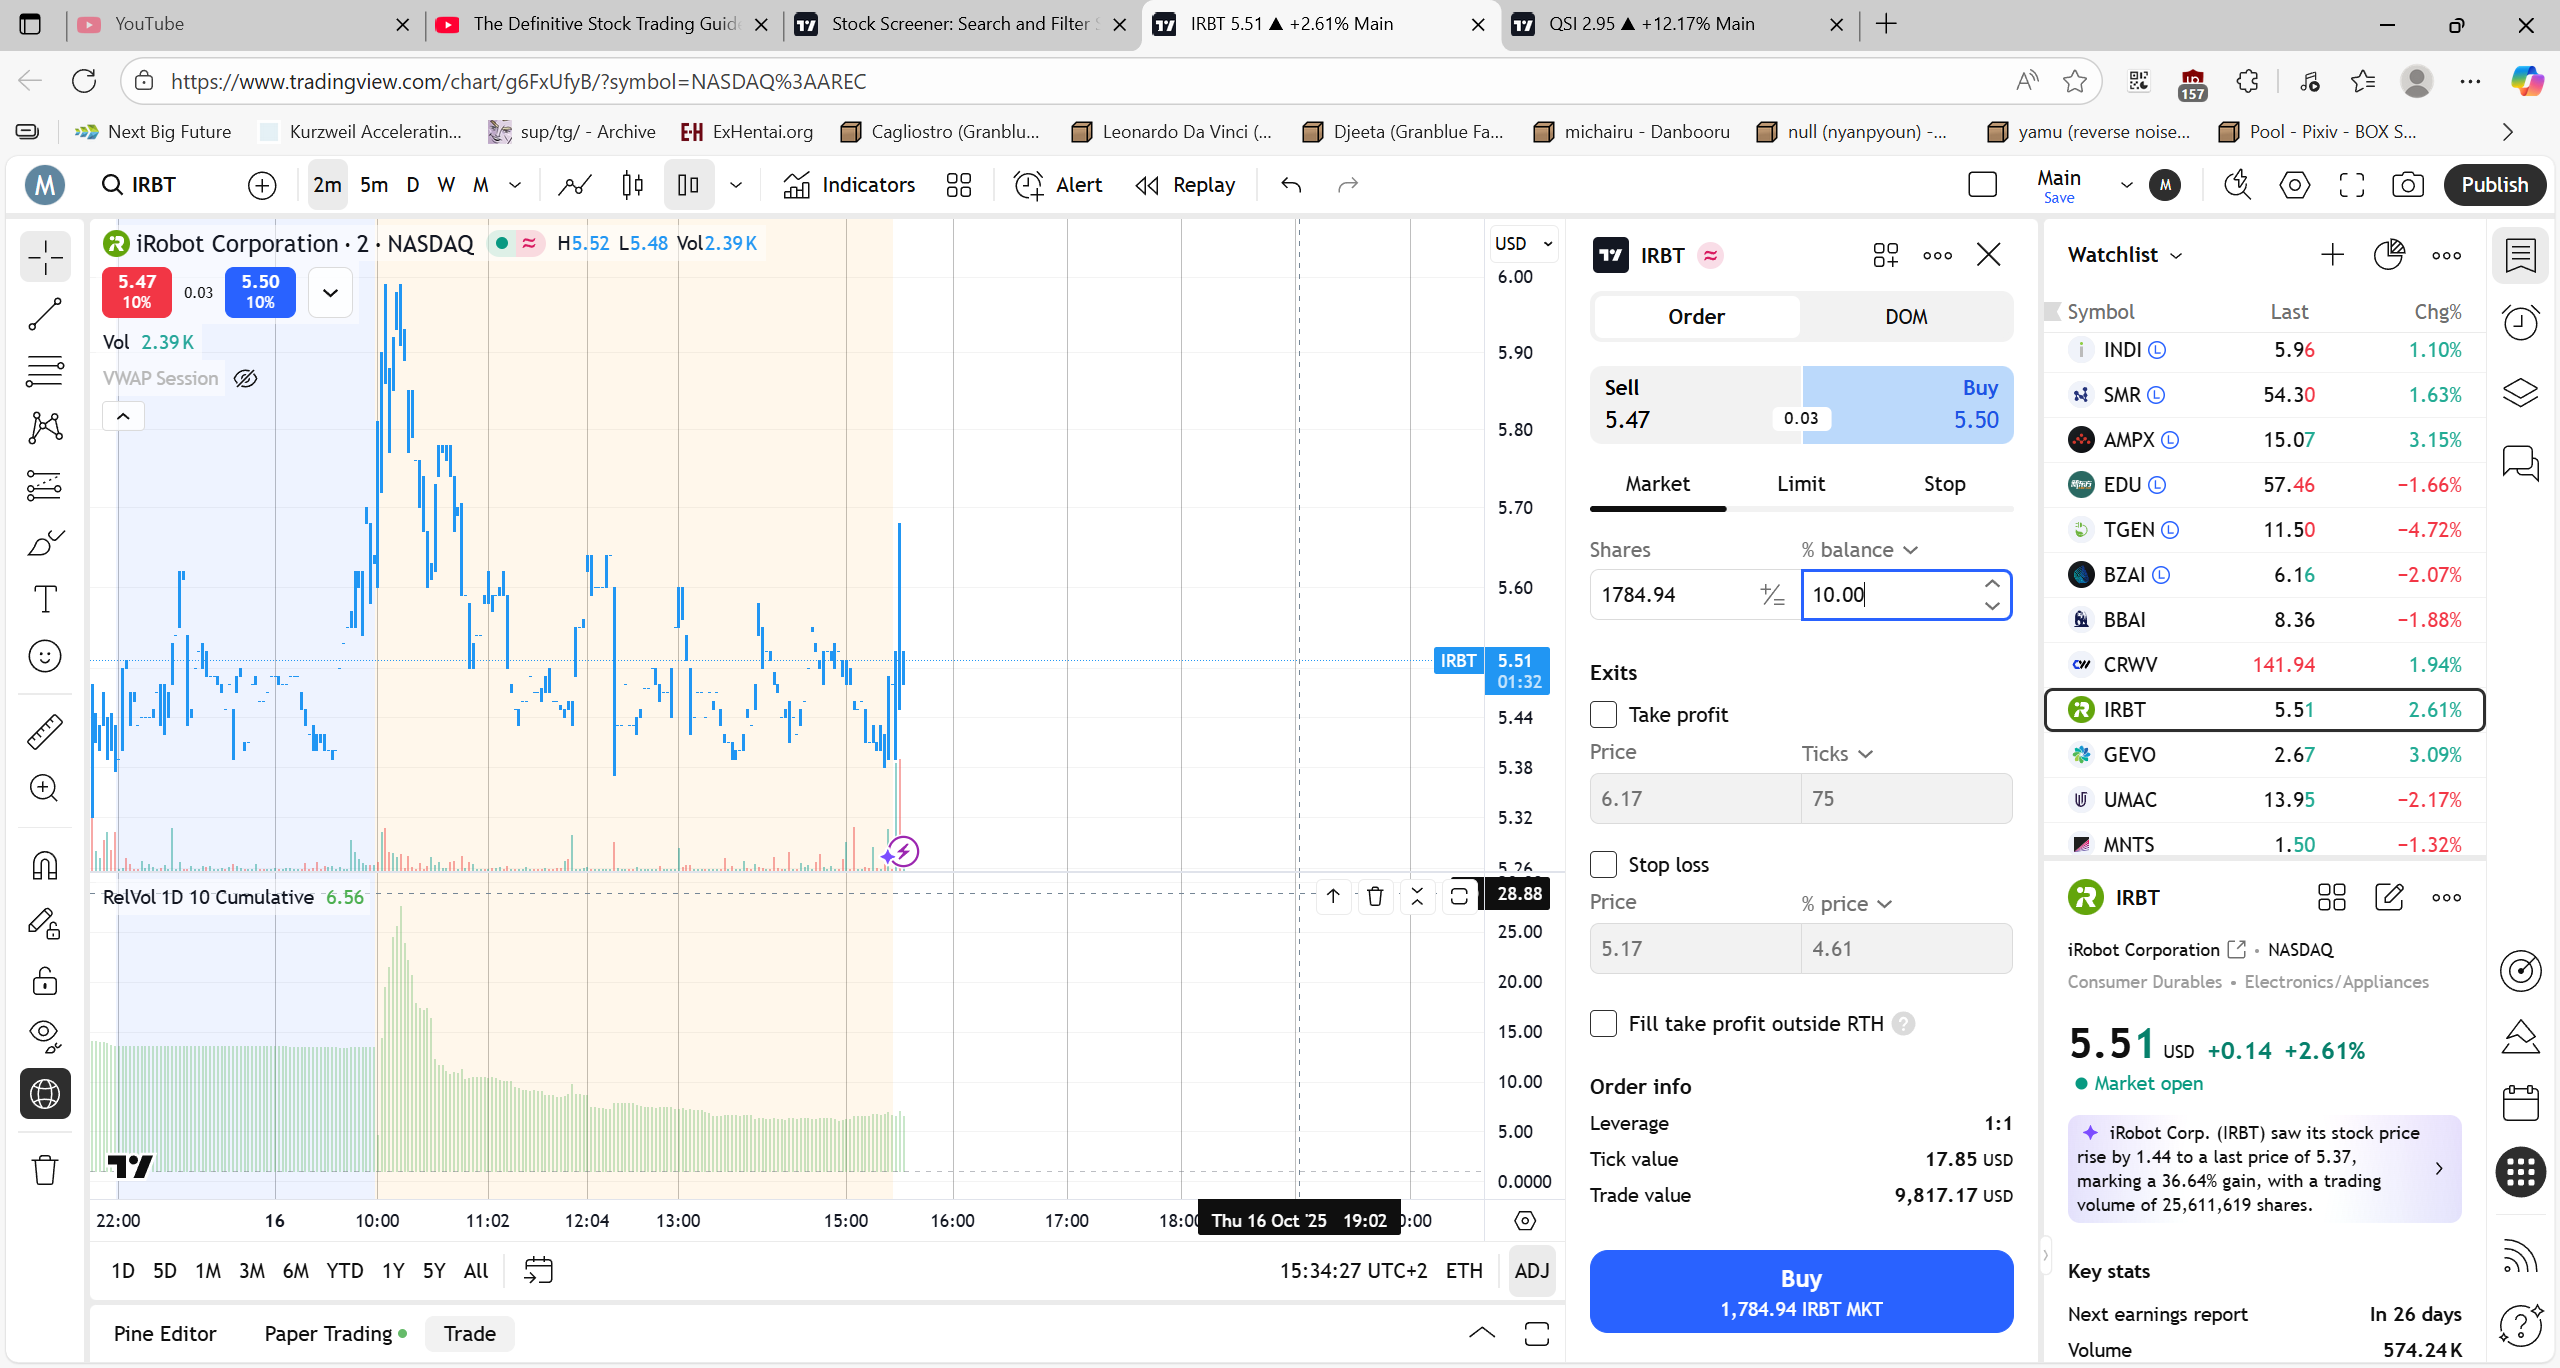 YouTube
The Definitive Stock Trading Guide
Stock Screener: Search and Filter S
IRBT 5.51 ▲ +2.61% Main
QSI 2.95 ▲ +12.17% Main
https://www.tradingview.com/chart/g6FxUfyB/?symbol=NASDAQ%3AAREC
157
Next Big Future
Kurzweil Acceleratin...
sup/tg/ - Archive
E-H ExHentai.org
Cagliostro (Granblu...
Leonardo Da Vinci (...
Djeeta (Granblue Fa...
michairu - Danbooru
null (nyanpyoun) -...
yamu (reverse noise...
Pool - Pixiv - BOX S...
M
IRBT
2m 5m D W M
Indicators
Alert
Replay
Main
Save
M
Publish
iRobot Corporation · 2 · NASDAQ
H5.52 L5.48 Vol2.39 K
5.47
10%
0.03
5.50
10%
Vol 2.39 K
VWAP Session
USD
6.00
5.90
5.80
5.70
5.60
IRBT
5.51
01:32
5.44
5.38
5.32
5.26
RelVol 1D 10 Cumulative 6.56
28.88
25.00
20.00
15.00
10.00
5.00
0.0000
22:00 16 10:00 11:02 12:04 13:00 15:00 16:00 17:00 18:00 Thu 16 Oct '25 19:02 0:00
1D 5D 1M 3M 6M YTD 1Y 5Y All
15:34:27 UTC+2 ETH ADJ
Pine Editor
Paper Trading
Trade
IRBT
Order
DOM
Sell
5.47
0.03
Buy
5.50
Market
Limit
Stop
Shares
% balance
1784.94
10.00
Exits
Take profit
Price
Ticks
6.17
75
Stop loss
Price
% price
5.17
4.61
Fill take profit outside RTH ?
Order info
Leverage 1:1
Tick value 17.85 USD
Trade value 9,817.17 USD
Buy
1,784.94 IRBT MKT
Watchlist
Symbol Last Chg%
INDI L 5.96 1.10%
SMR L 54.30 1.63%
AMPX L 15.07 3.15%
EDU L 57.46 −1.66%
TGEN L 11.50 −4.72%
BZAI L 6.16 −2.07%
BBAI 8.36 −1.88%
CRWV 141.94 1.94%
IRBT 5.51 2.61%
GEVO 2.67 3.09%
UMAC 13.95 −2.17%
MNTS 1.50 −1.32%
IRBT
iRobot Corporation • NASDAQ
Consumer Durables • Electronics/Appliances
5.51 USD +0.14 +2.61%
Market open
iRobot Corp. (IRBT) saw its stock price
rise by 1.44 to a last price of 5.37,
marking a 36.64% gain, with a trading
volume of 25,611,619 shares.
Key stats
Next earnings report In 26 days
Volume 574.24 K